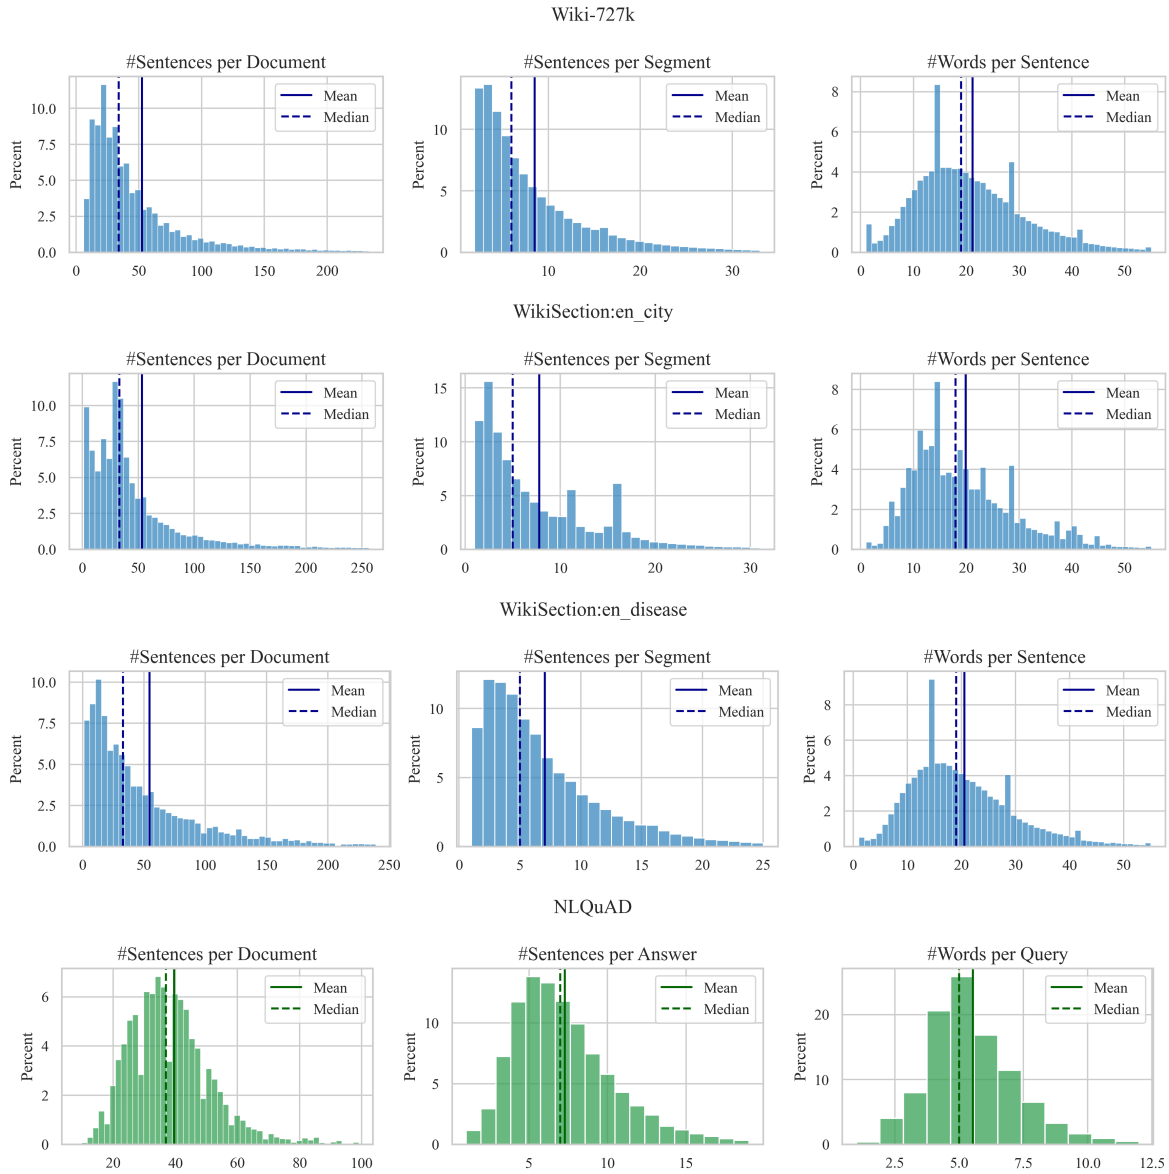 Wiki-727k
#Sentences per Document
#Sentences per Segment
#Words per Sentence
Percent
10.0
7.5
5.0
2.5
0.0
0 50 100 150 200
Mean
Median
Percent
10
5
0
10 20 30
Mean
Median
Percent
8
6
4
2
0
0 10 20 30 40 50
Mean
Median
WikiSection:en_city
#Sentences per Document
#Sentences per Segment
#Words per Sentence
Percent
10.0
7.5
5.0
2.5
0.0
0 50 100 150 200 250
Mean
Median
Percent
15
10
5
0
0 10 20 30
Mean
Median
Percent
8
6
4
2
0
0 10 20 30 40 50
Mean
Median
WikiSection:en_disease
#Sentences per Document
#Sentences per Segment
#Words per Sentence
Percent
10.0
7.5
5.0
2.5
0.0
0 50 100 150 200 250
Mean
Median
Percent
10
5
0
0 5 10 15 20 25
Mean
Median
Percent
8
6
4
2
0
0 10 20 30 40 50
Mean
Median
NLQuAD
#Sentences per Document
#Sentences per Answer
#Words per Query
Percent
6
4
2
0
20 40 60 80 100
Mean
Median
Percent
10
5
0
5 10 15
Mean
Median
Percent
20
10
0
2.5 5.0 7.5 10.0 12.5
Mean
Median